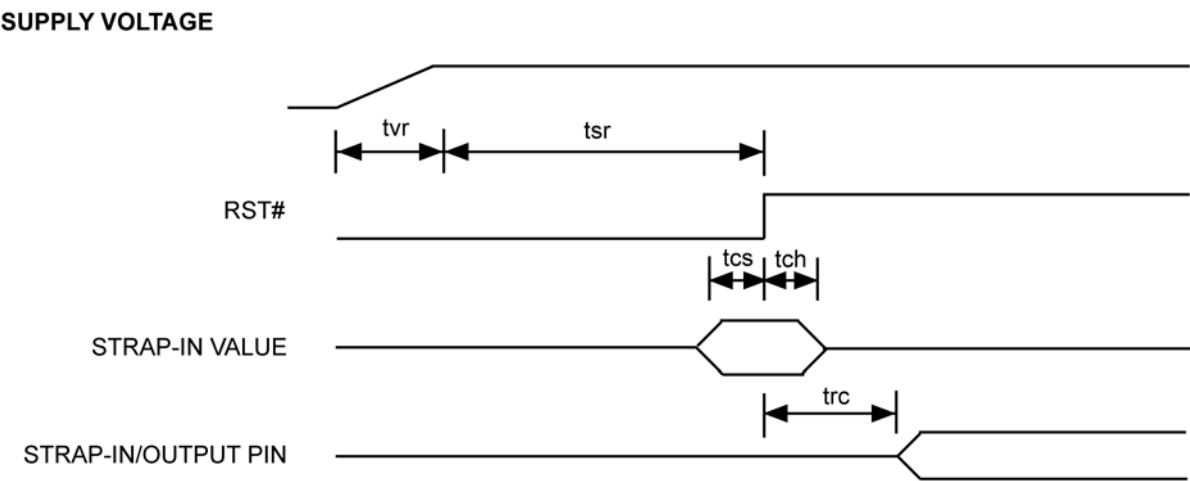 SUPPLY VOLTAGE
tvr
tsr
RST#
tcs
tch
STRAP-IN VALUE
trc
STRAP-IN/OUTPUT PIN